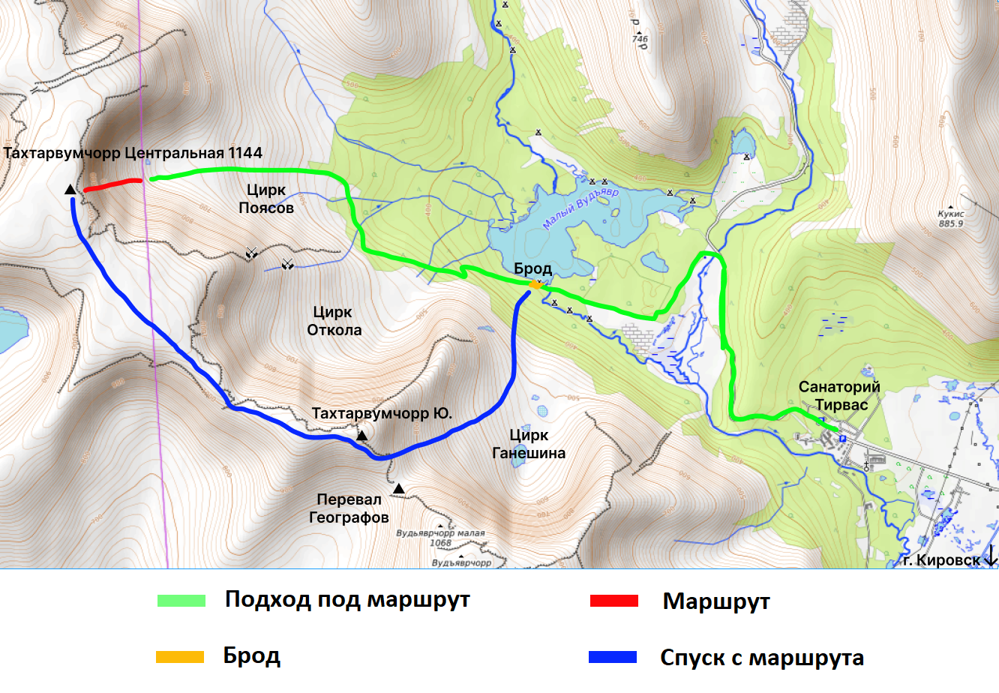 746
Тахтарвумчорр Центральная 1144
Цирк
Поясов
Малый Вудъявр
Кукис
885.9
Брод
Цирк
Откола
Санаторий
Тирвас
Тахтарвумчорр Ю.
Цирк
Ганешина
Перевал
Географов
Вудъяврчорр малая
1068
Вудъяврчорр
г. Кировск ↓
Подход под маршрут
Маршрут
Брод
Спуск с маршрута